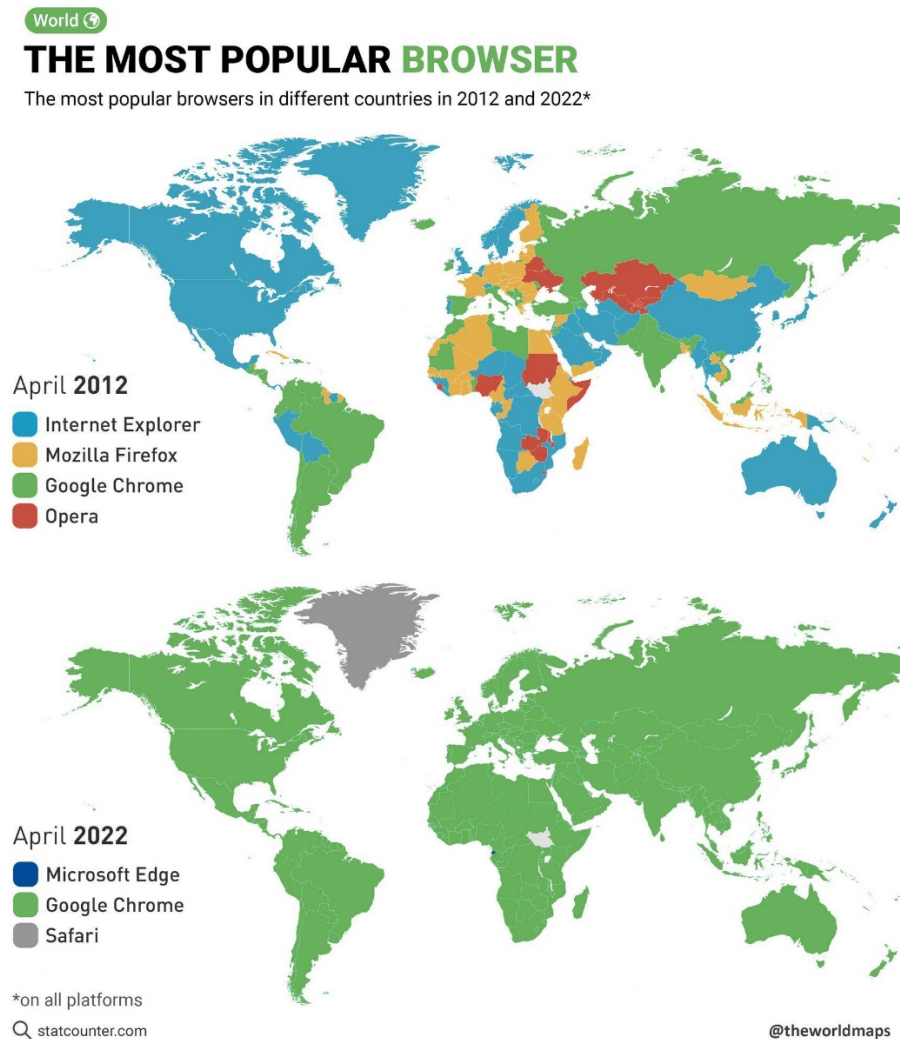 World
THE MOST POPULAR BROWSER
The most popular browsers in different countries in 2012 and 2022*
April 2012
Internet Explorer
Mozilla Firefox
Google Chrome
Opera
April 2022
Microsoft Edge
Google Chrome
Safari
*on all platforms
statcounter.com
@theworldmaps